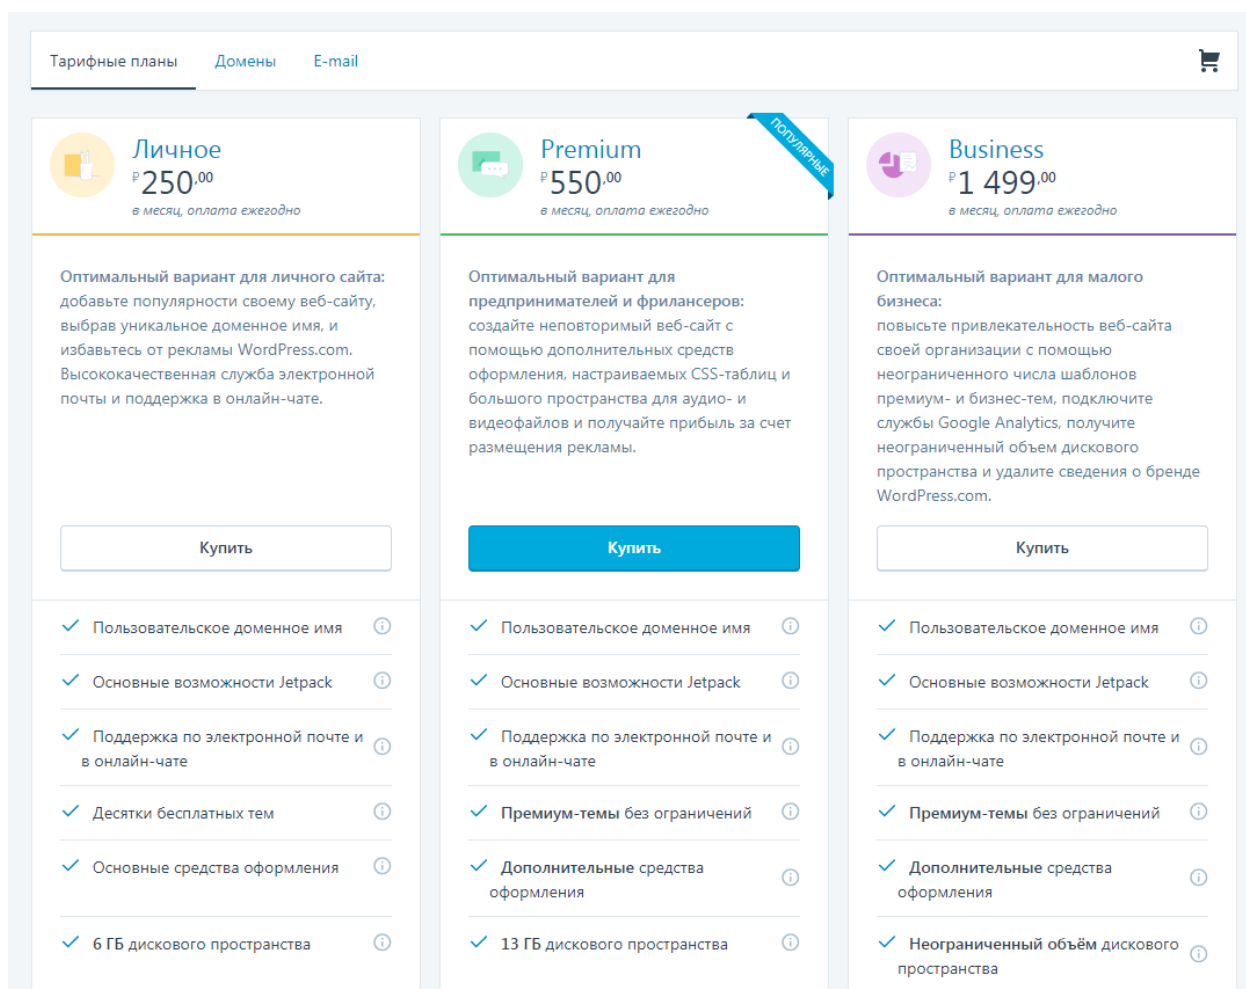 Тарифные планы
Домены
E-mail
Личное
₽250,00
в месяц, оплата ежегодно
Оптимальный вариант для личного сайта:
добавьте популярности своему веб-сайту,
выбрав уникальное доменное имя, и
избавьтесь от рекламы WordPress.com.
Высококачественная служба электронной
почты и поддержка в онлайн-чате.
Купить
Пользовательское доменное имя
Основные возможности Jetpack
Поддержка по электронной почте и
в онлайн-чате
Десятки бесплатных тем
Основные средства оформления
6 ГБ дискового пространства
Premium
₽550,00
в месяц, оплата ежегодно
ПОПУЛЯРНЫЕ
Оптимальный вариант для
предпринимателей и фрилансеров:
создайте неповторимый веб-сайт с
помощью дополнительных средств
оформления, настраиваемых CSS-таблиц и
большого пространства для аудио- и
видеофайлов и получайте прибыль за счет
размещения рекламы.
Купить
Пользовательское доменное имя
Основные возможности Jetpack
Поддержка по электронной почте и
в онлайн-чате
Премиум-темы без ограничений
Дополнительные средства
оформления
13 ГБ дискового пространства
Business
₽1 499,00
в месяц, оплата ежегодно
Оптимальный вариант для малого
бизнеса:
повысьте привлекательность веб-сайта
своей организации с помощью
неограниченного числа шаблонов
премиум- и бизнес-тем, подключите
службы Google Analytics, получите
неограниченный объем дискового
пространства и удалите сведения о бренде
WordPress.com.
Купить
Пользовательское доменное имя
Основные возможности Jetpack
Поддержка по электронной почте и
в онлайн-чате
Премиум-темы без ограничений
Дополнительные средства
оформления
Неограниченный объём дискового
пространства